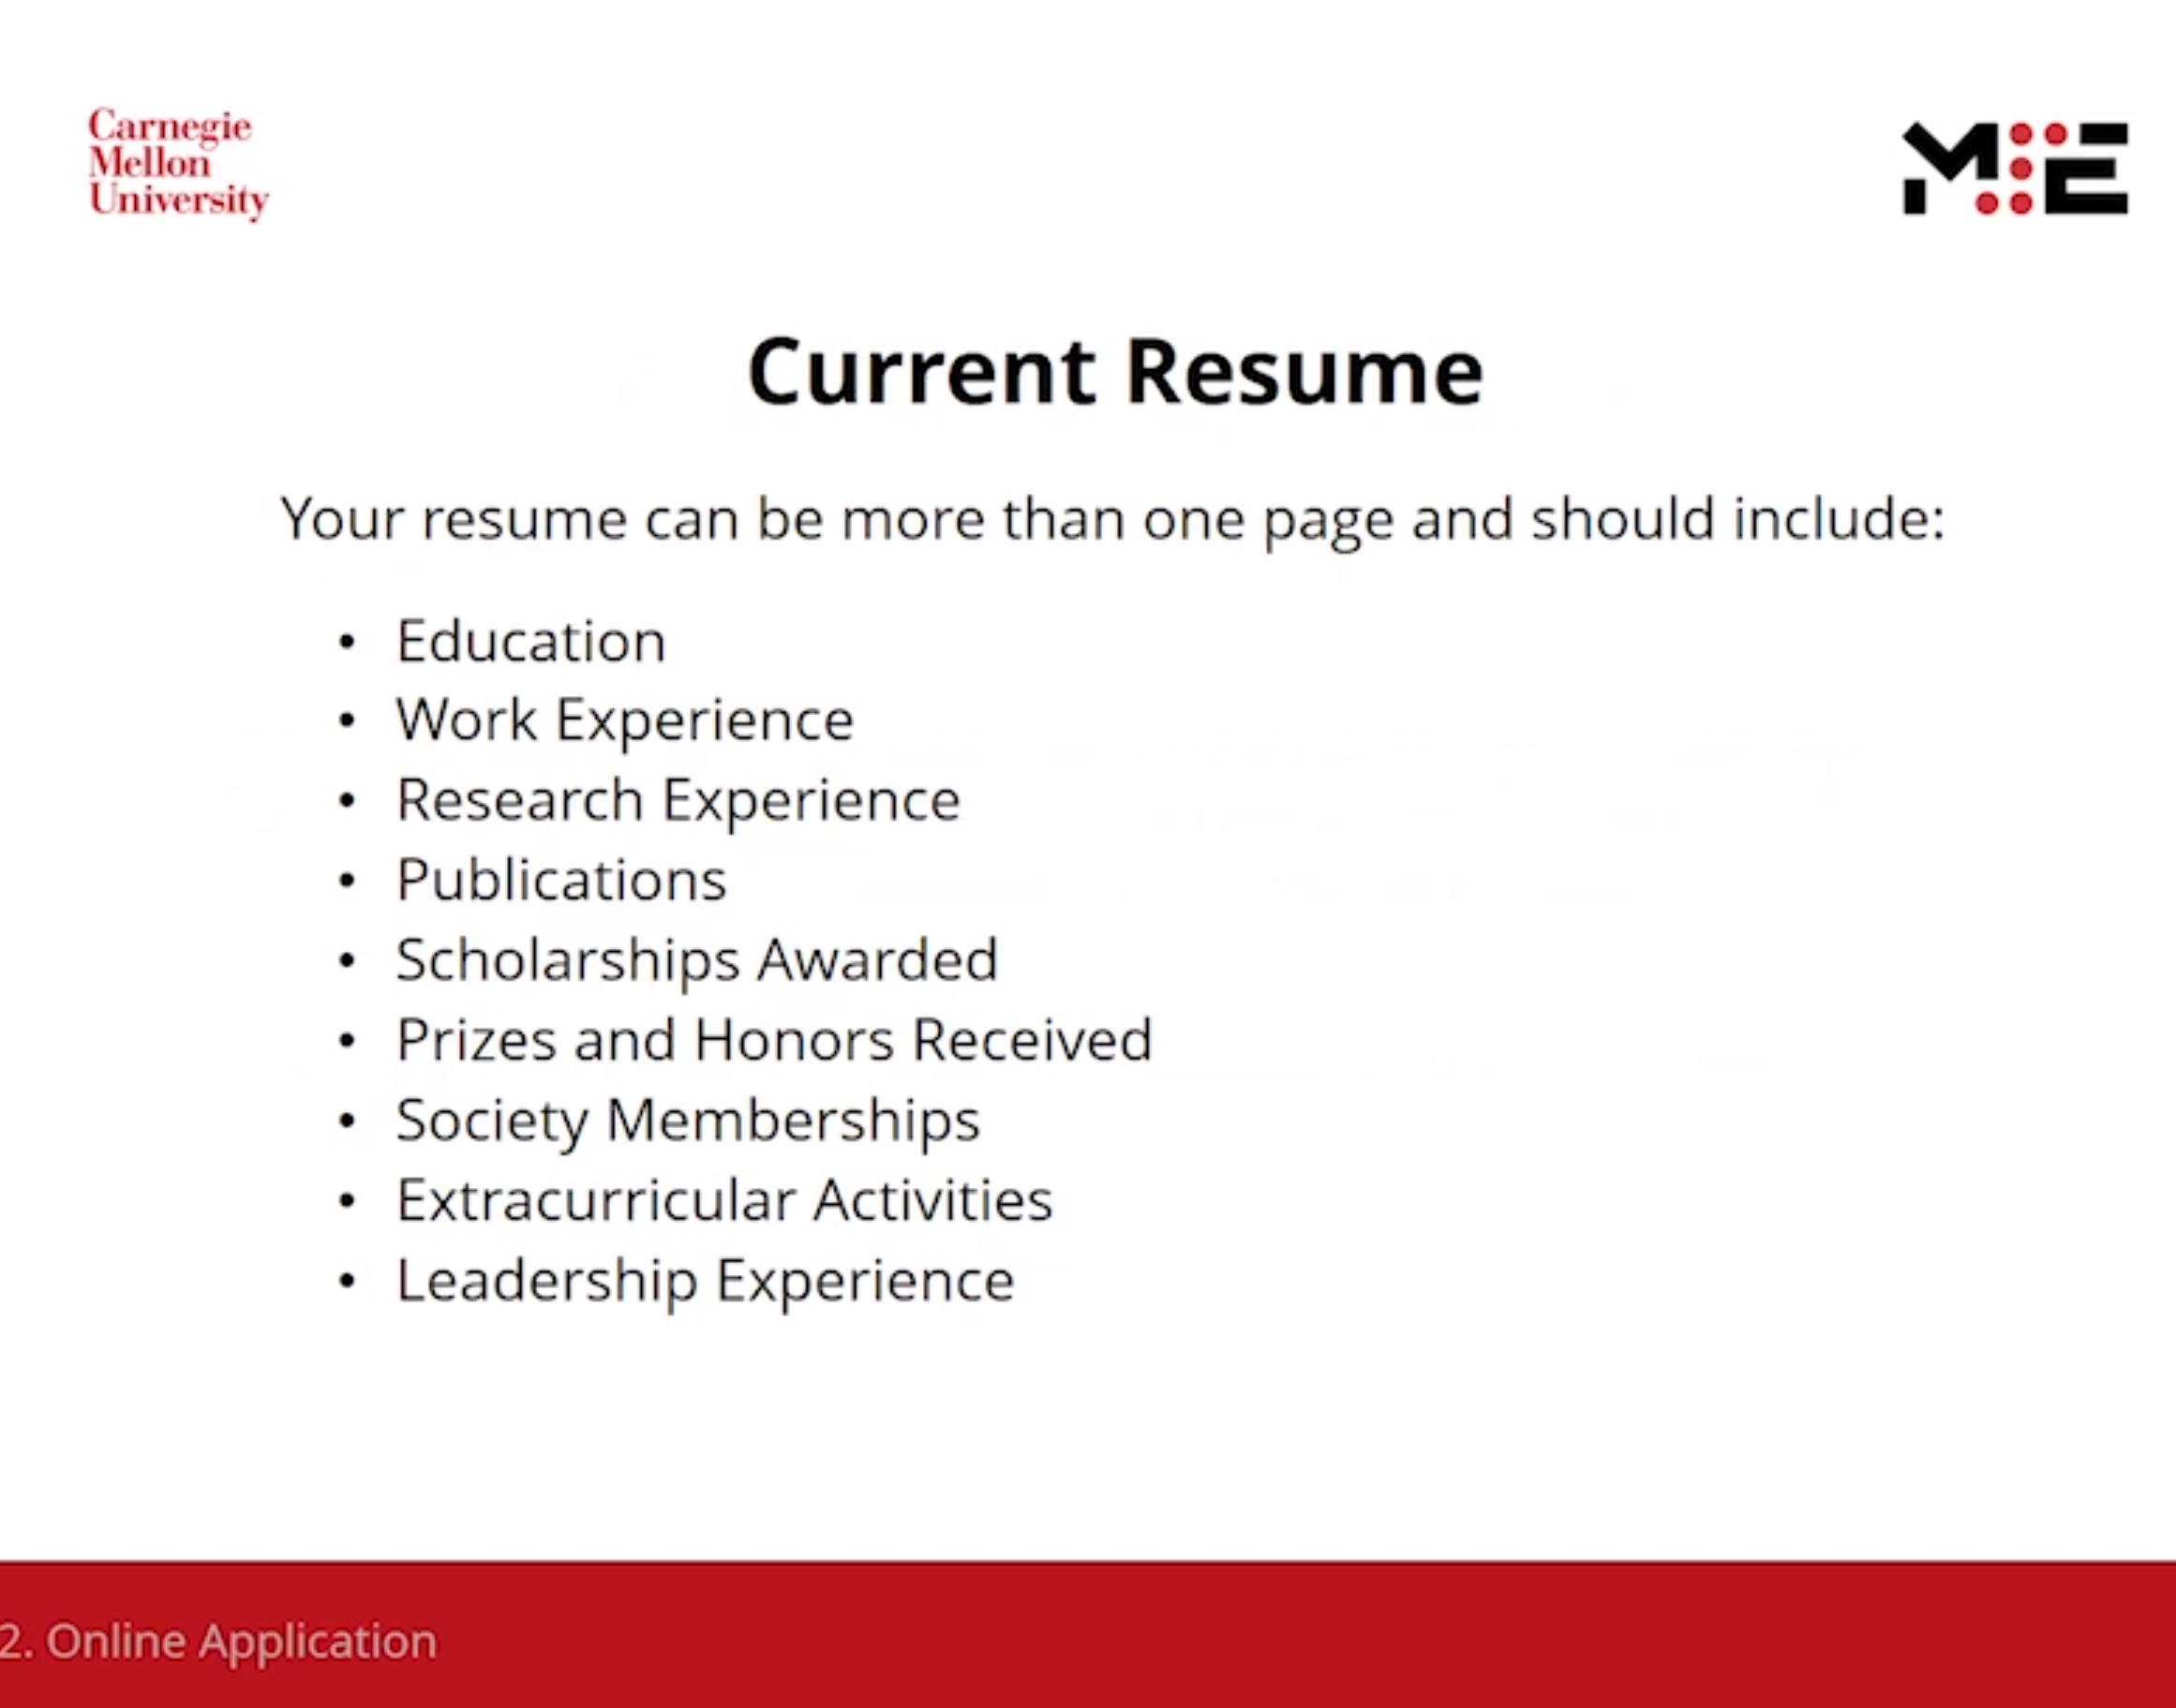 Carnegie
Mellon
University
ME
Current Resume
Your resume can be more than one page and should include:
• Education
• Work Experience
• Research Experience
• Publications
• Scholarships Awarded
• Prizes and Honors Received
• Society Memberships
• Extracurricular Activities
• Leadership Experience
2. Online Application